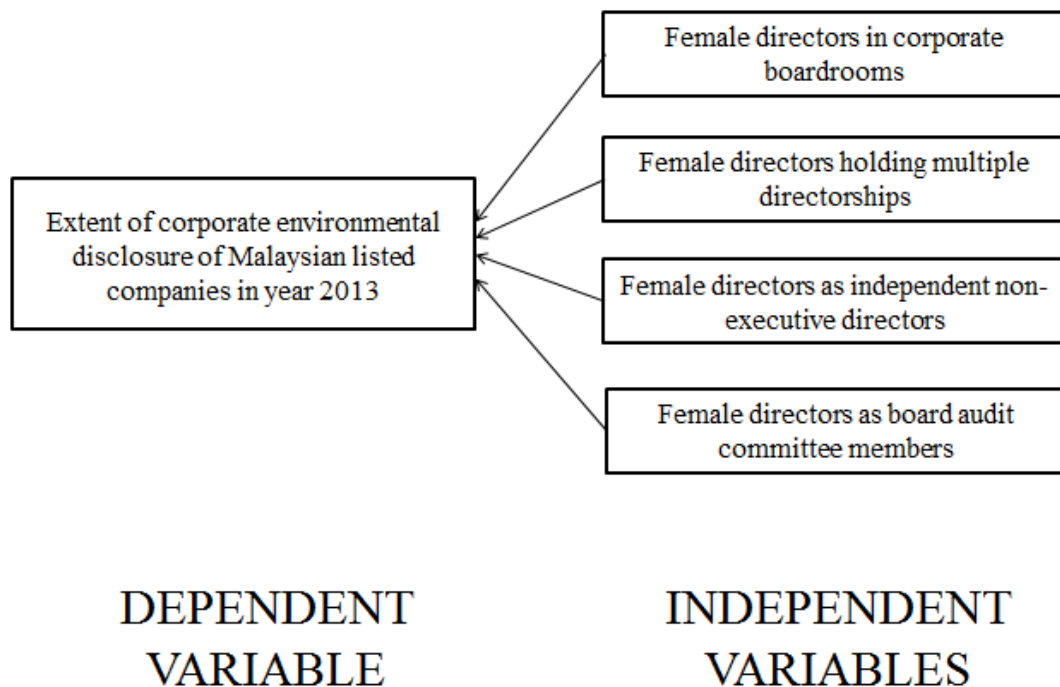 Female directors in corporate
boardrooms
Female directors holding multiple
directorships
Extent of corporate environmental
disclosure of Malaysian listed
companies in year 2013
Female directors as independent non-
executive directors
Female directors as board audit
committee members
DEPENDENT
VARIABLE
INDEPENDENT
VARIABLES